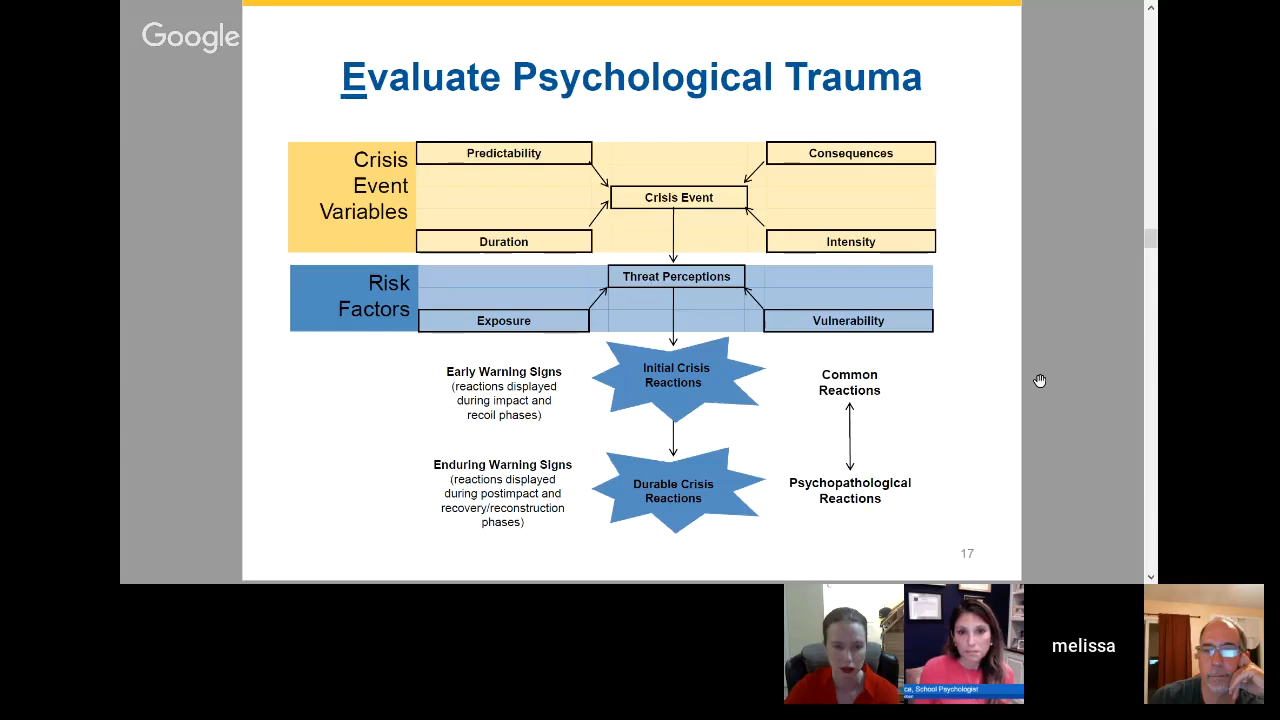 Google
Evaluate Psychological Trauma
Crisis
Event
Variables
Predictability
Consequences
Crisis Event
Duration
Intensity
Risk
Factors
Threat Perceptions
Exposure
Vulnerability
Early Warning Signs
(reactions displayed
during impact and
recoil phases)
Initial Crisis
Reactions
Common
Reactions
Enduring Warning Signs
(reactions displayed
during postimpact and
recovery/reconstruction
phases)
Durable Crisis
Reactions
Psychopathological
Reactions
17
melissa
School Psychologist